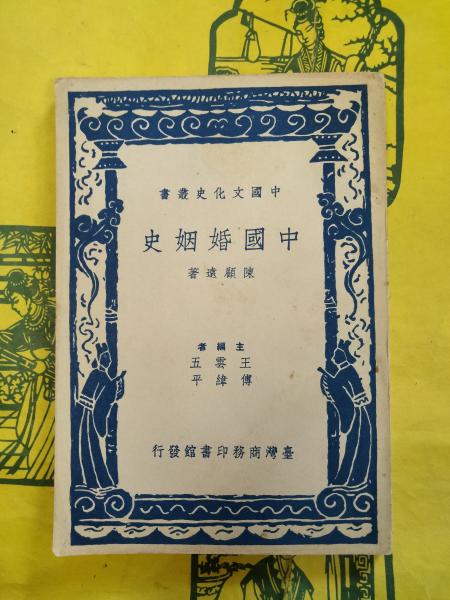 中國文化史叢書
中國婚姻史
陳顧遠著
主編者
王雲五
傅緯平
臺灣商務印書館發行